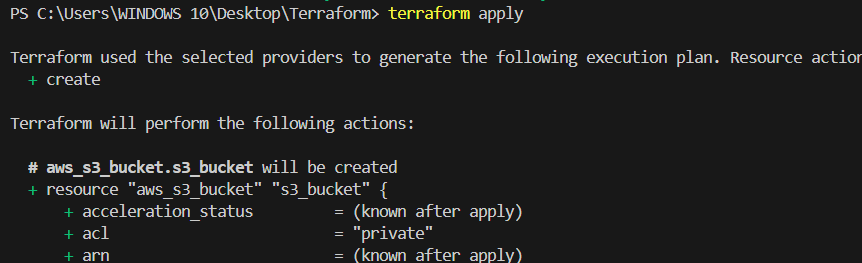 PS C:\Users\WINDOWS 10\Desktop\Terraform> terraform apply
Terraform used the selected providers to generate the following execution plan. Resource action
+ create
Terraform will perform the following actions:
# aws_s3_bucket.s3_bucket will be created
+ resource "aws_s3_bucket" "s3_bucket" {
+ acceleration_status = (known after apply)
+ acl = "private"
+ arn = (known after apply)